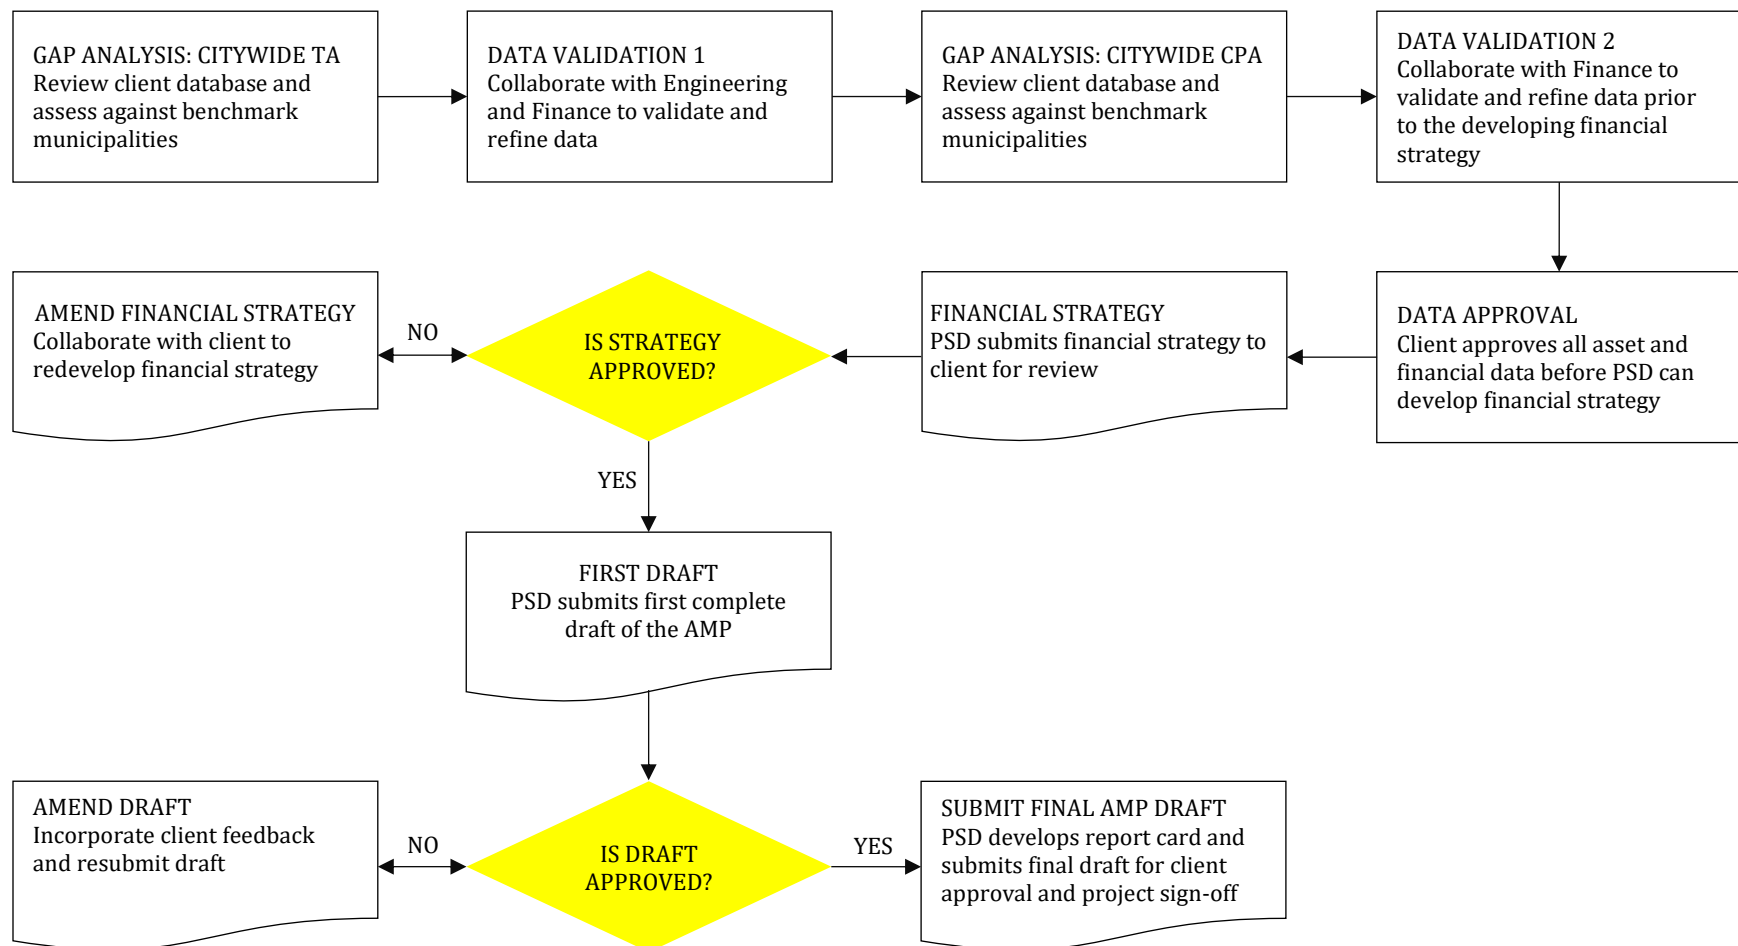 GAP ANALYSIS: CITYWIDE TA
Review client database and
assess against benchmark
municipalities
DATA VALIDATION 1
Collaborate with Engineering
and Finance to validate and
refine data
GAP ANALYSIS: CITYWIDE CPA
Review client database and
assess against benchmark
municipalities
DATA VALIDATION 2
Collaborate with Finance to
validate and refine data prior
to the developing financial
strategy
AMEND FINANCIAL STRATEGY
Collaborate with client to
redevelop financial strategy
NO
IS STRATEGY
APPROVED?
FINANCIAL STRATEGY
PSD submits financial strategy to
client for review
DATA APPROVAL
Client approves all asset and
financial data before PSD can
develop financial strategy
YES
FIRST DRAFT
PSD submits first complete
draft of the AMP
AMEND DRAFT
Incorporate client feedback
and resubmit draft
NO
IS DRAFT
APPROVED?
YES
SUBMIT FINAL AMP DRAFT
PSD develops report card and
submits final draft for client
approval and project sign-off